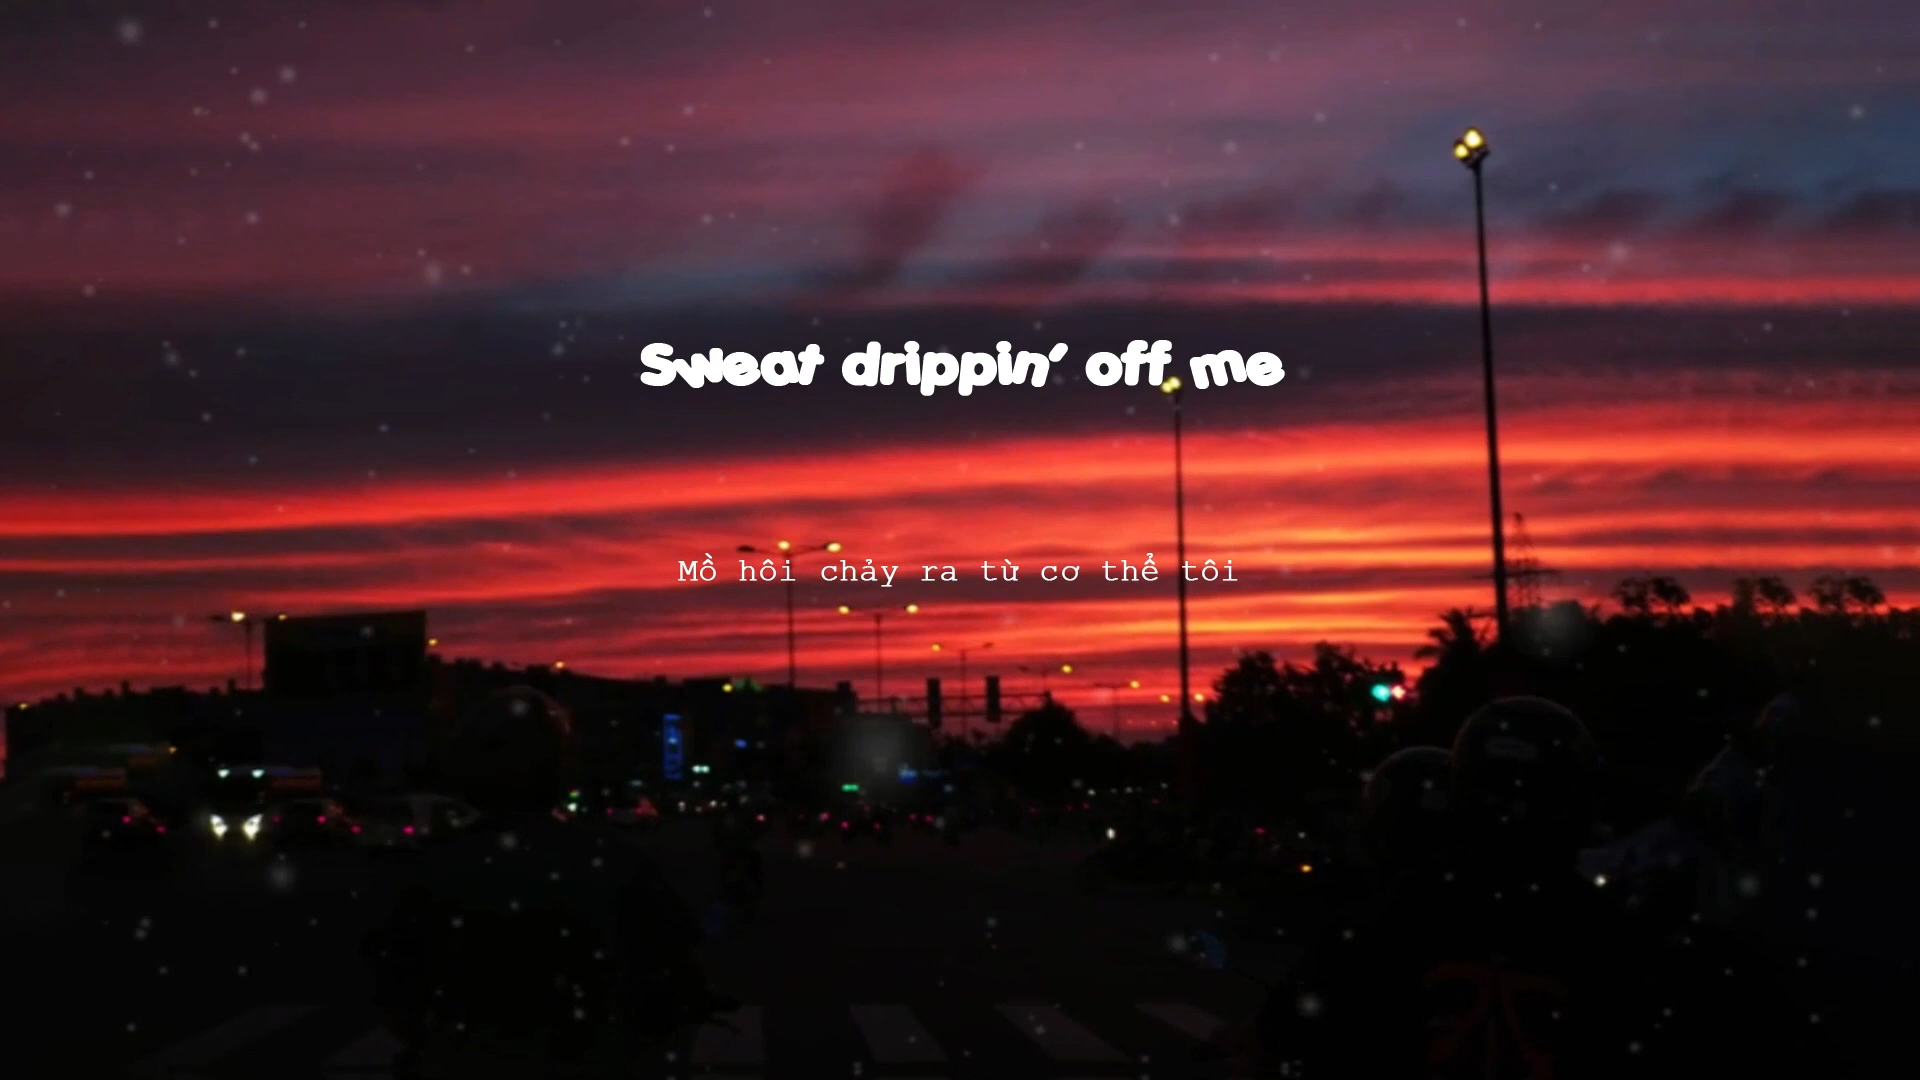 Sweat drippin' off me
Mồ hôi chảy ra từ cơ thể tôi